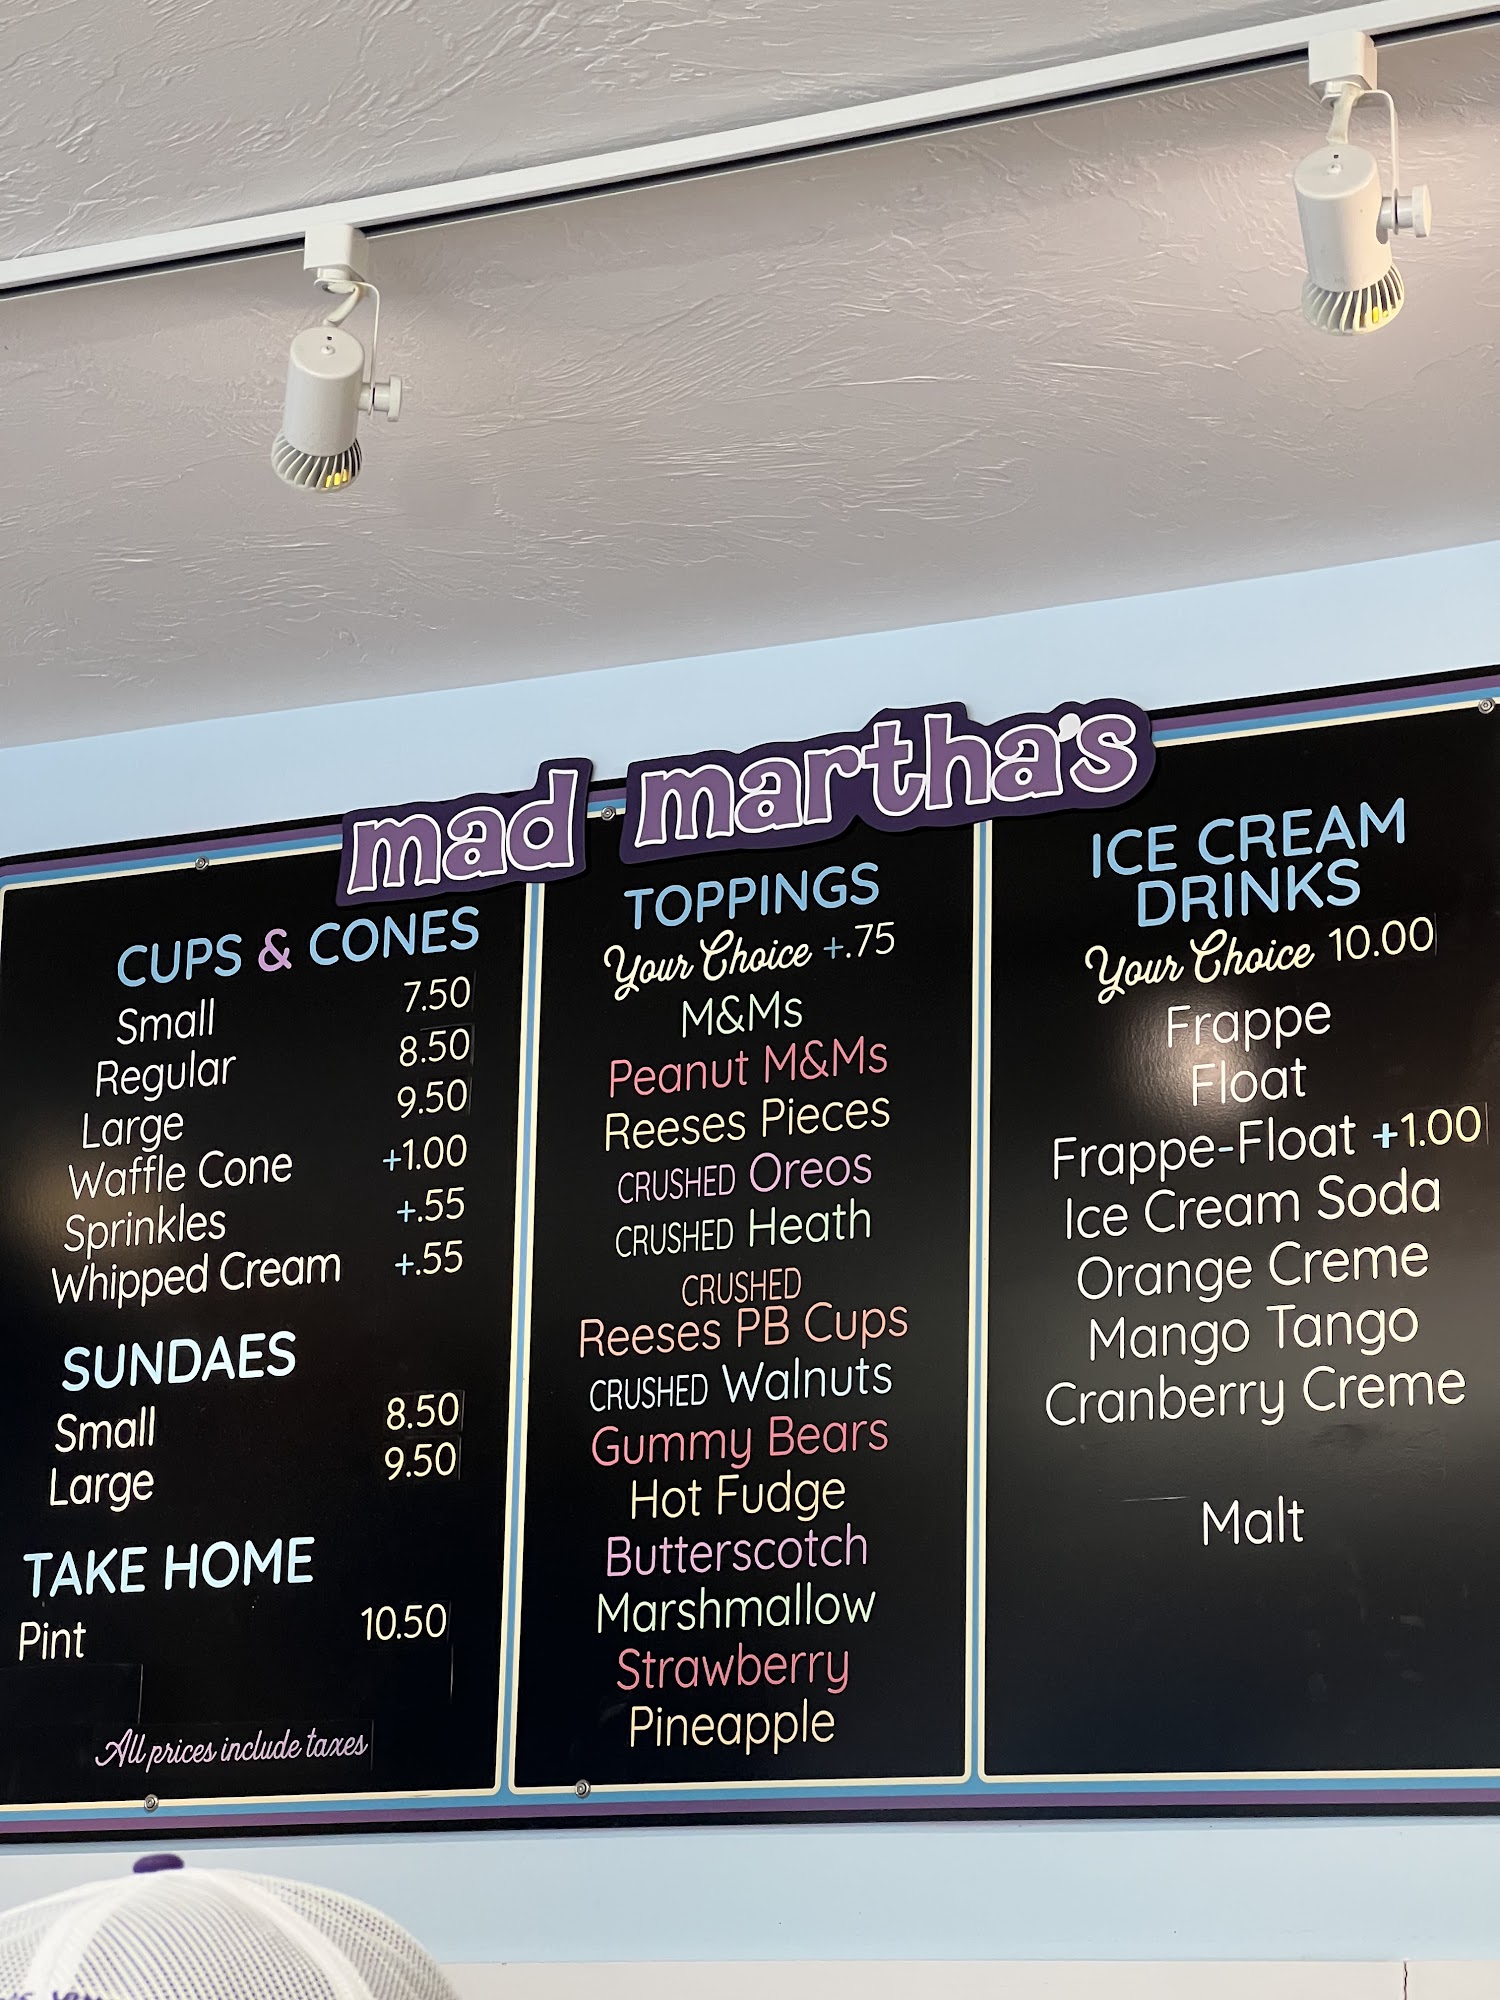 mad martha's
CUPS & CONES
Small 7.50
Regular 8.50
Large 9.50
Waffle Cone +1.00
Sprinkles +.55
Whipped Cream +.55
SUNDAES
Small 8.50
Large 9.50
TAKE HOME
Pint 10.50
All prices include taxes
TOPPINGS
Your Choice +.75
M&Ms
Peanut M&Ms
Reeses Pieces
CRUSHED Oreos
CRUSHED Heath
CRUSHED
Reeses PB Cups
CRUSHED Walnuts
Gummy Bears
Hot Fudge
Butterscotch
Marshmallow
Strawberry
Pineapple
ICE CREAM
DRINKS
Your Choice 10.00
Frappe
Float
Frappe-Float +1.00
Ice Cream Soda
Orange Creme
Mango Tango
Cranberry Creme
Malt